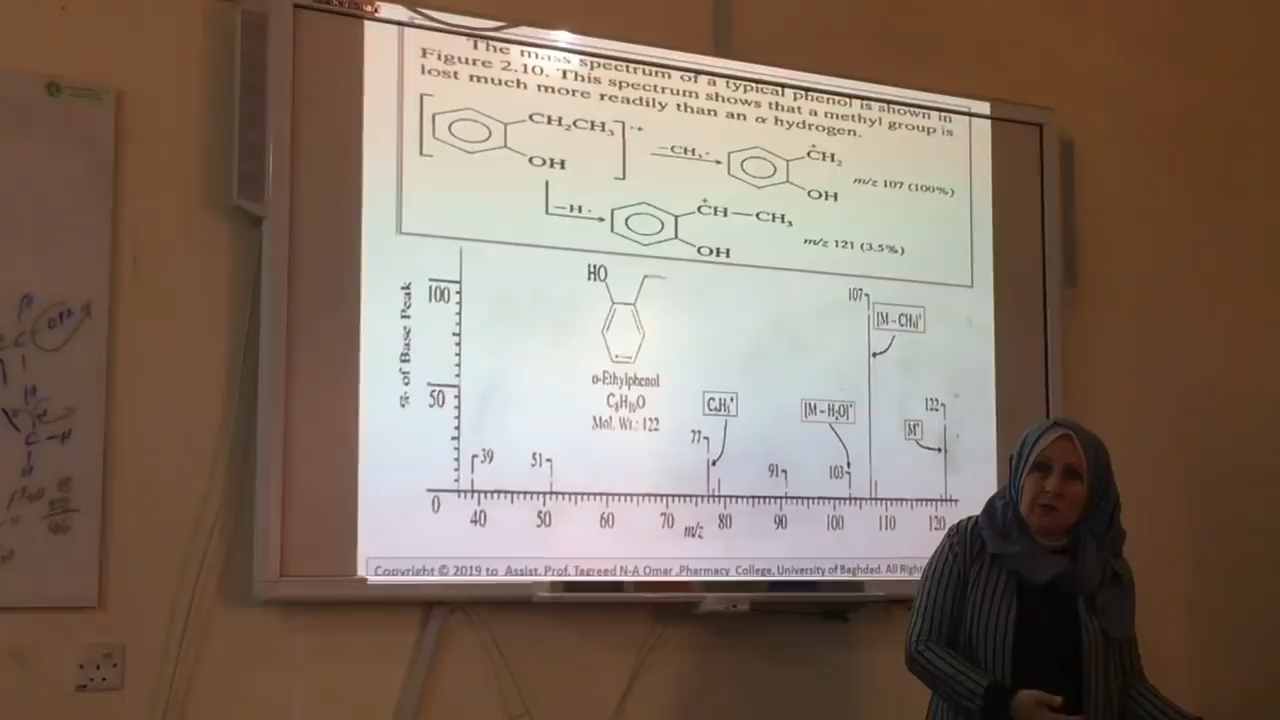 The mass spectrum of a typical phenol is shown in
Figure 2.10. This spectrum shows that a methyl group is
lost much more readily than an α hydrogen.
CH₂CH₃ ·+
OH
−CH₃·
+CH₂
OH
m/z 107 (100%)
−H·
+CH—CH₃
OH
m/z 121 (3.5%)
% of Base Peak
100
50
0
HO
o-Ethylphenol
C₈H₁₀O
Mol. Wt.: 122
39
51
77
C₆H₅⁺
91
[M−H₂O]⁺
103
107
[M−CH₃]⁺
122
M⁺
40 50 60 70 80 90 100 110 120
m/z
Copyright © 2019 to Assist. Prof. Tagreed N-A Omar ,Pharmacy College, University of Baghdad. All